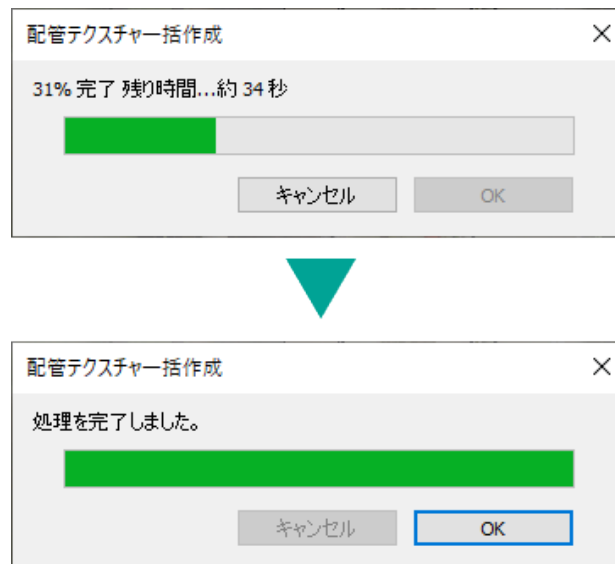 配管テクスチャ一括作成
31% 完了 残り時間...約 34 秒
キャンセル OK
配管テクスチャ一括作成
処理を完了しました。
キャンセル OK